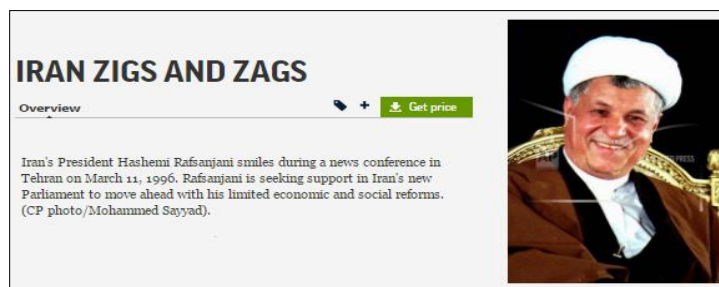 IRAN ZIGS AND ZAGS
Overview
+ Get price
Iran's President Hashemi Rafsanjani smiles during a news conference in
Tehran on March 11, 1996. Rafsanjani is seeking support in Iran's new
Parliament to move ahead with his limited economic and social reforms.
(CP photo/Mohammed Sayyad).
AP
PRESS